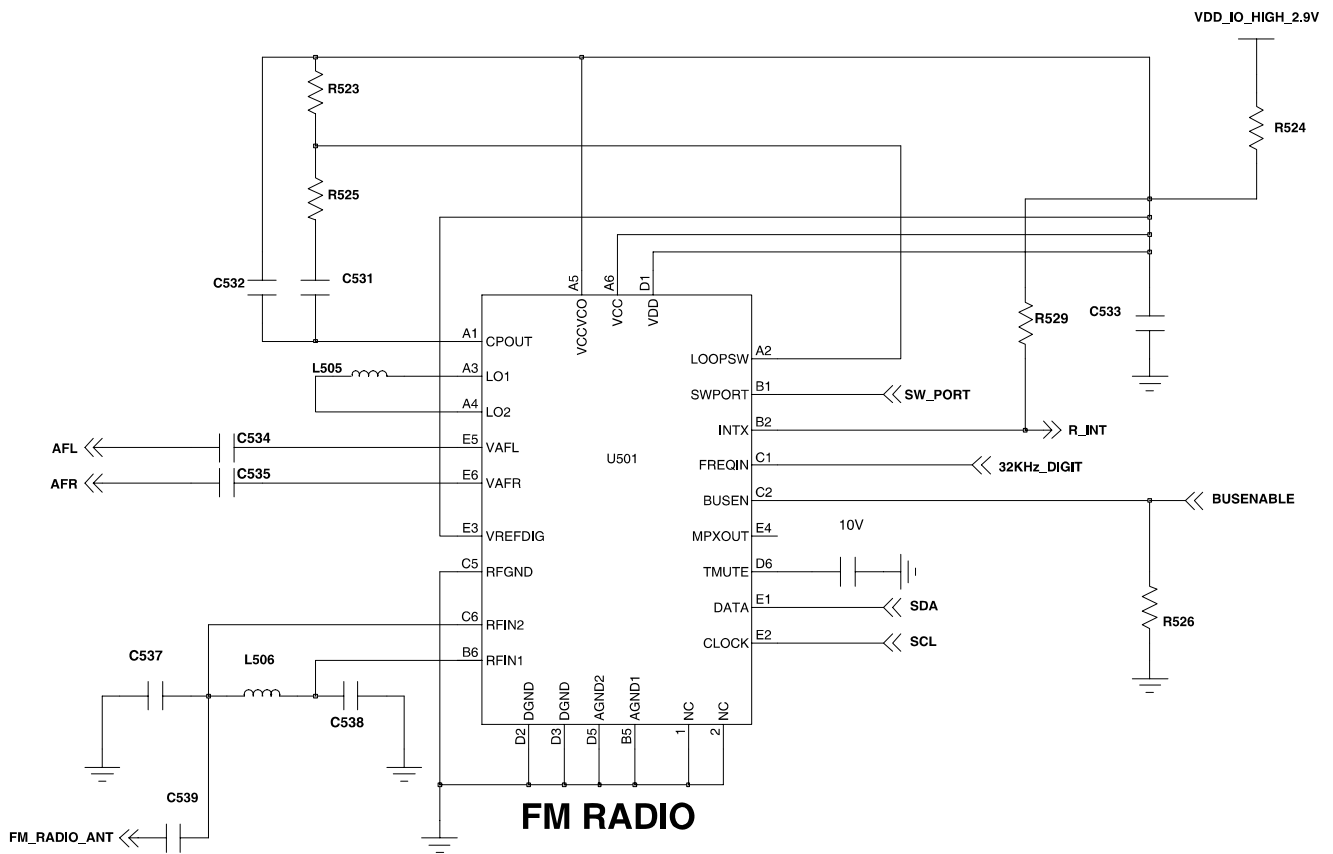 VDD_IO_HIGH_2.9V
R523
R524
R525
C532
C531
A5
A6
D1
R529
C533
VCCVCO
VCC
VDD
A1
CPOUT
A2
LOOPSW
L505
A3
LO1
B1
SWPORT
SW_PORT
A4
LO2
B2
INTX
R_INT
AFL
C534
E5
VAFL
U501
C1
FREQIN
32KHz_DIGIT
AFR
C535
E6
VAFR
C2
BUSEN
BUSENABLE
10V
E3
VREFDIG
E4
MPXOUT
C5
RFGND
D6
TMUTE
E1
DATA
SDA
R526
C6
RFIN2
E2
CLOCK
SCL
C537
L506
B6
RFIN1
C538
DGND
DGND
AGND2
AGND1
NC
NC
D2
D3
D5
B5
1
2
C539
FM RADIO
FM_RADIO_ANT